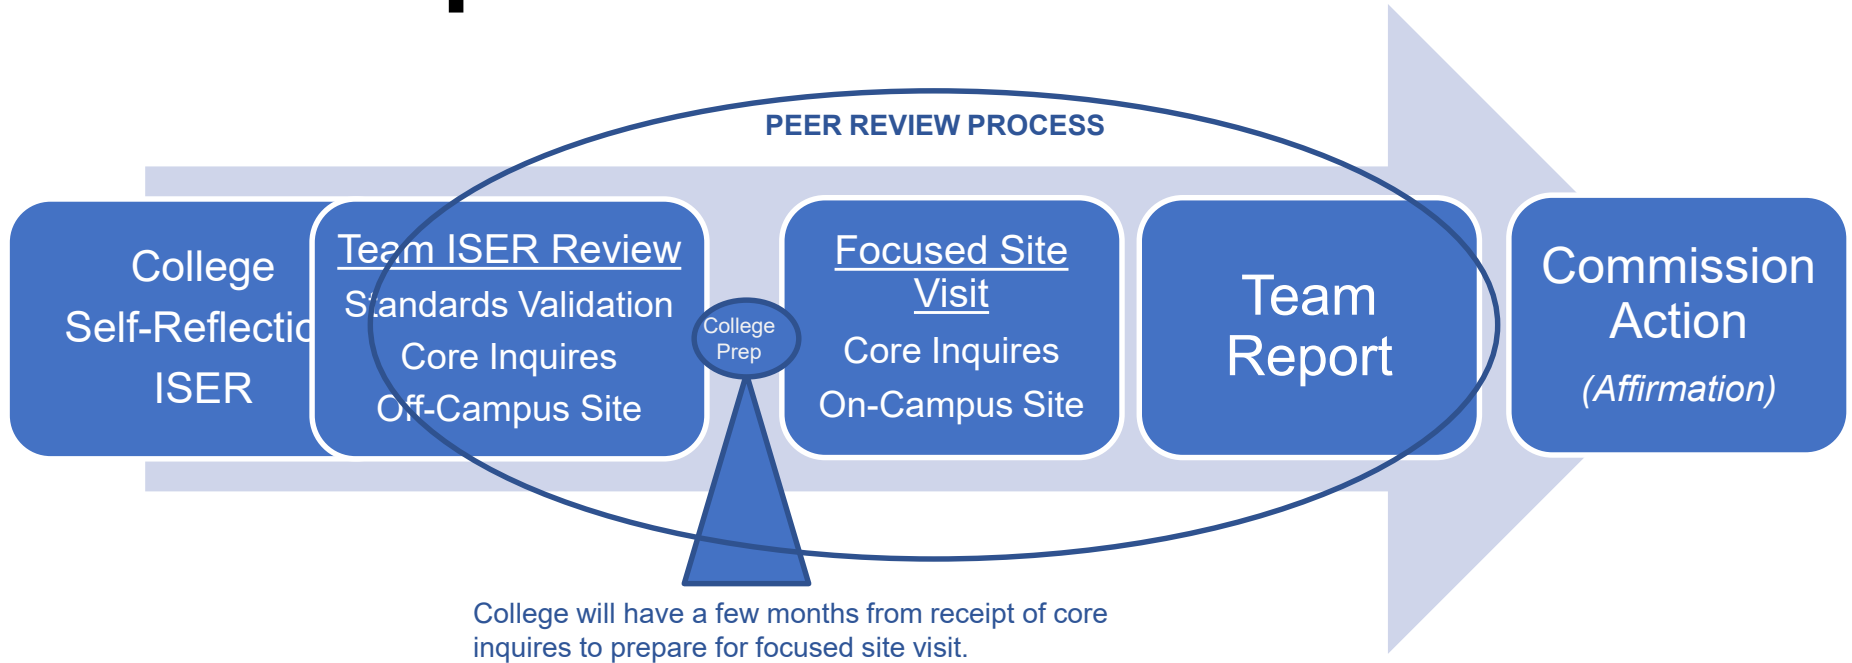 PEER REVIEW PROCESS
College
Self-Reflectio
ISER
Team ISER Review
Standards Validation
Core Inquires
Off-Campus Site
College
Prep
Focused Site
Visit
Core Inquires
On-Campus Site
Team
Report
Commission
Action
(Affirmation)
College will have a few months from receipt of core
inquires to prepare for focused site visit.